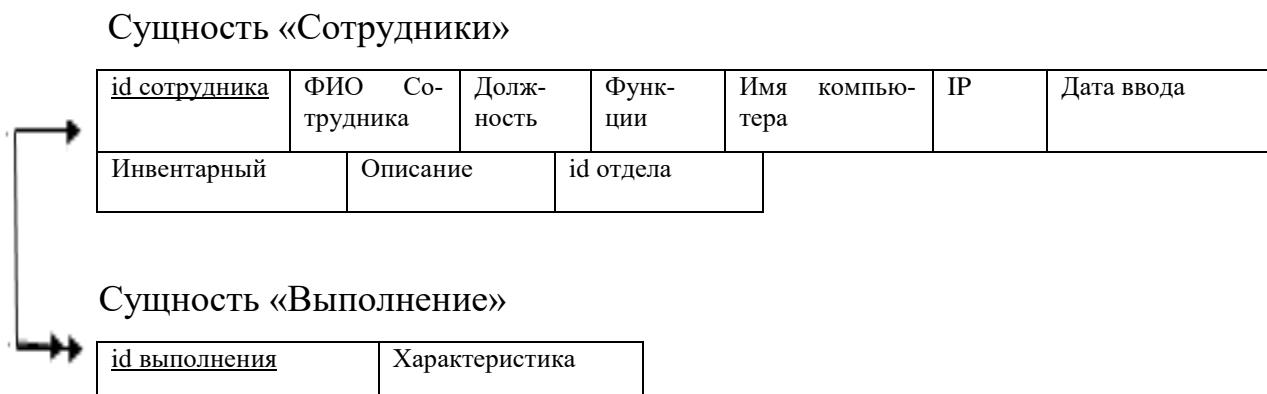 Сущность «Сотрудники»
id сотрудника ФИО Со- Долж- Функ- Имя компью- IP Дата ввода
трудника ность ции тера
Инвентарный Описание id отдела
Сущность «Выполнение»
id выполнения Характеристика